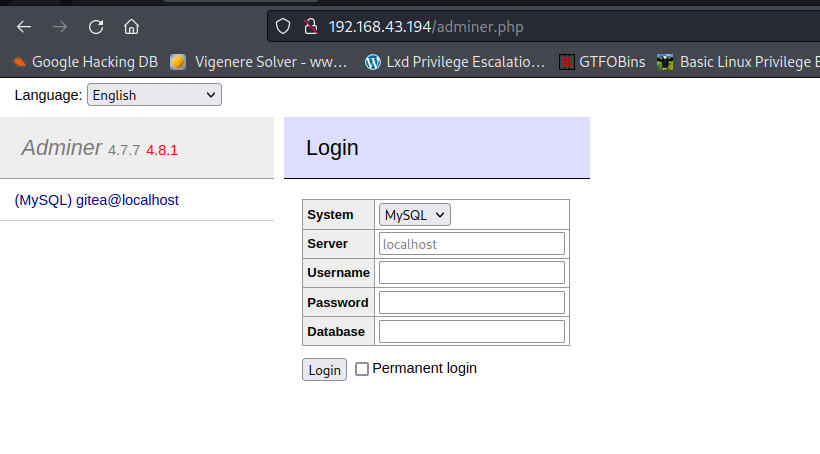 192.168.43.194/adminer.php
Google Hacking DB Vigenere Solver - ww… Lxd Privilege Escalatio… GTFOBins Basic Linux Privilege E
Language: English
Adminer 4.7.7 4.8.1
Login
(MySQL) gitea@localhost
System MySQL
Server localhost
Username
Password
Database
Login Permanent login